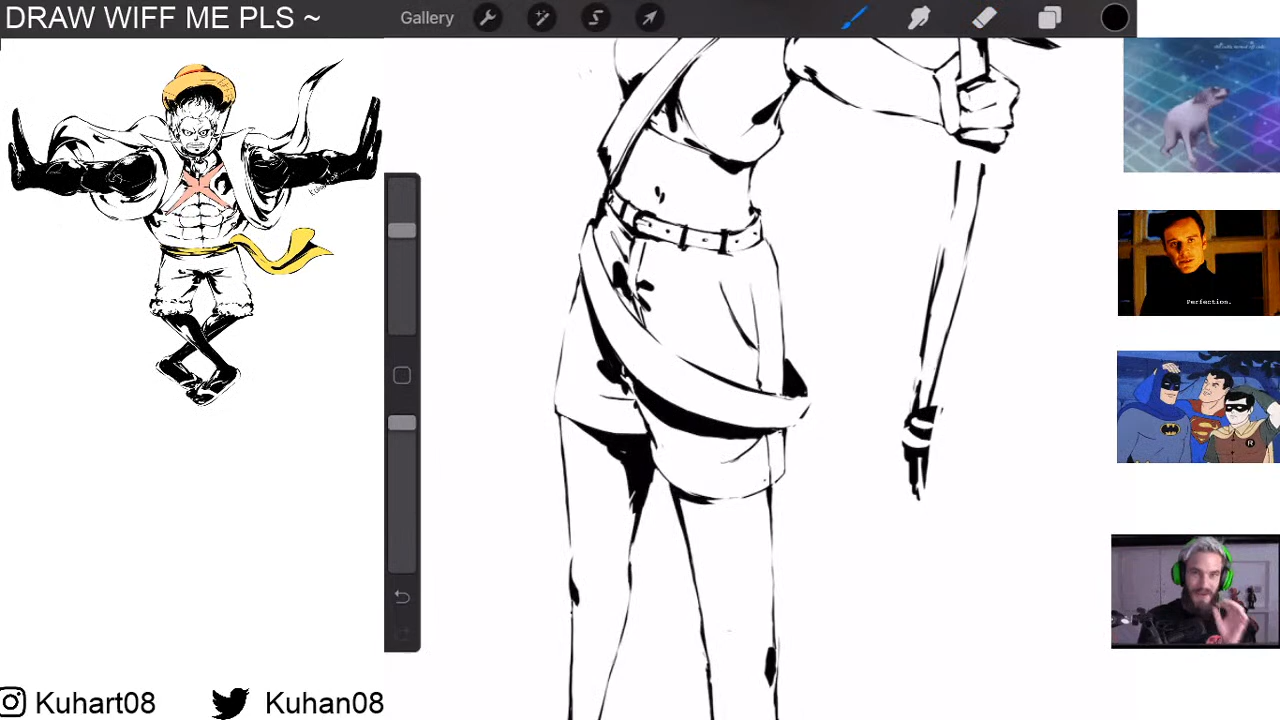 DRAW WIFF ME PLS ~
Gallery
Perfection.
Kuhart08
Kuhan08